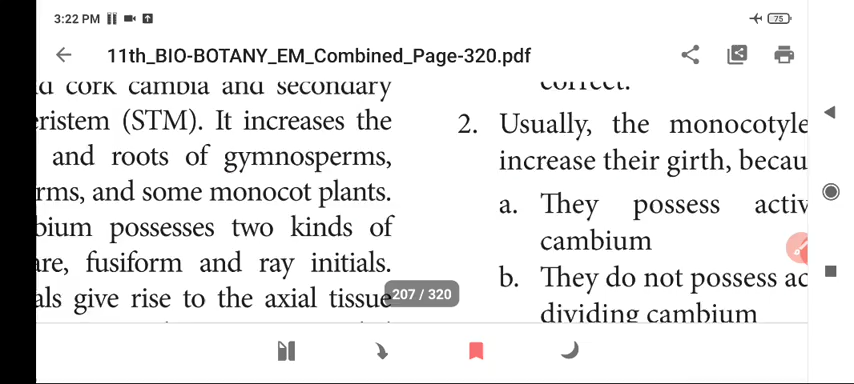 3:22 PM
75
11th_BIO-BOTANY_EM_Combined_Page-320.pdf
cork cambia and secondary
eristem (STM). It increases the
and roots of gymnosperms,
rms, and some monocot plants.
bium possesses two kinds of
are, fusiform and ray initials.
als give rise to the axial tissue
207 / 320
correct.
2. Usually, the monocotyle
increase their girth, becau
a. They possess activ
cambium
b. They do not possess ac
dividing cambium